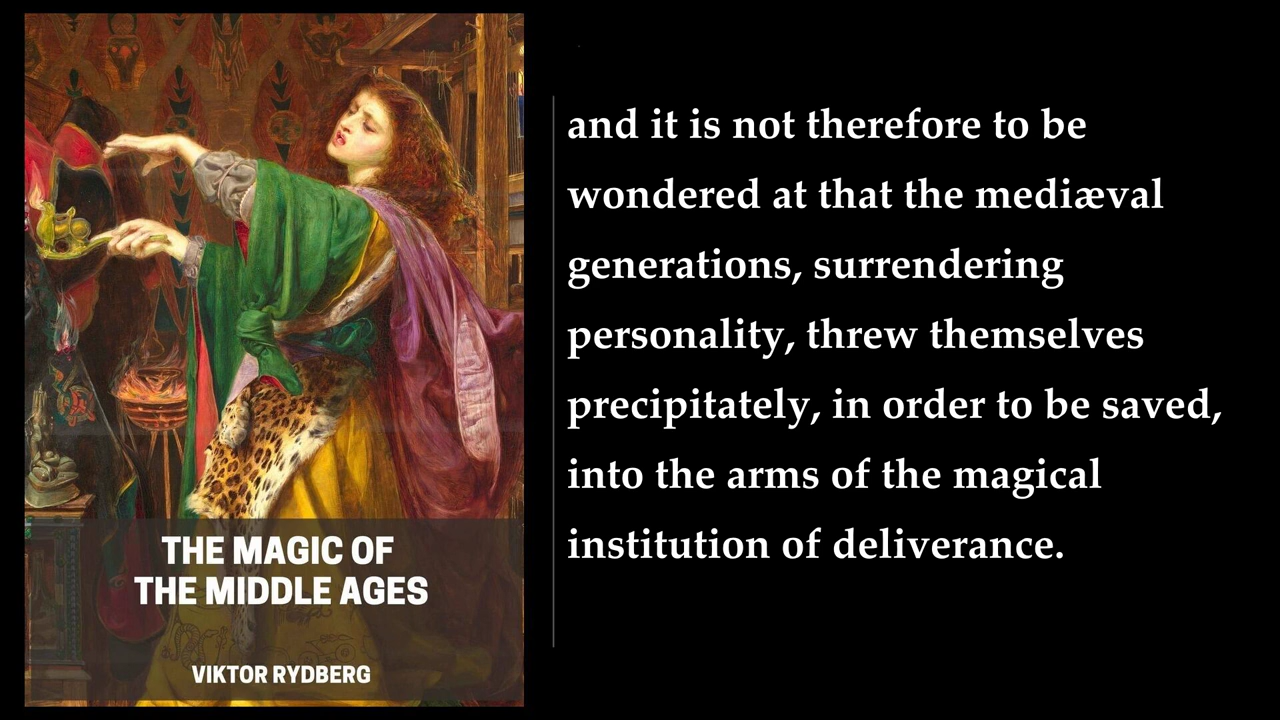 THE MAGIC OF
THE MIDDLE AGES
VIKTOR RYDBERG
and it is not therefore to be
wondered at that the mediæval
generations, surrendering
personality, threw themselves
precipitately, in order to be saved,
into the arms of the magical
institution of deliverance.